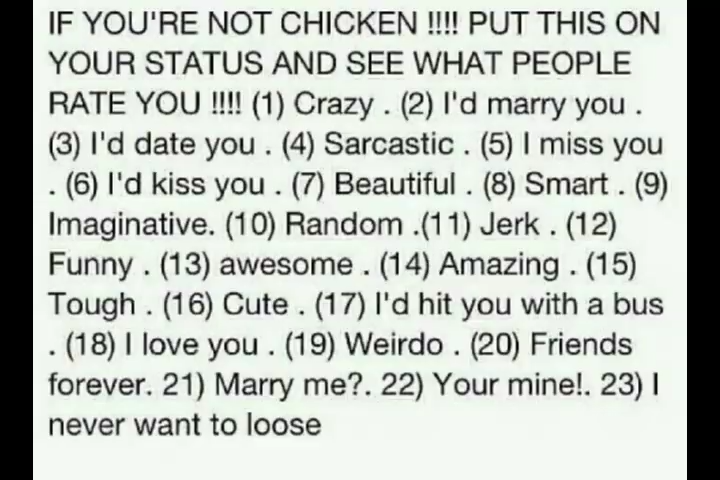 IF YOU'RE NOT CHICKEN !!!! PUT THIS ON
YOUR STATUS AND SEE WHAT PEOPLE
RATE YOU !!!! (1) Crazy . (2) I'd marry you .
(3) I'd date you . (4) Sarcastic . (5) I miss you
. (6) I'd kiss you . (7) Beautiful . (8) Smart . (9)
Imaginative. (10) Random .(11) Jerk . (12)
Funny . (13) awesome . (14) Amazing . (15)
Tough . (16) Cute . (17) I'd hit you with a bus
. (18) I love you . (19) Weirdo . (20) Friends
forever. 21) Marry me?. 22) Your mine!. 23) I
never want to loose